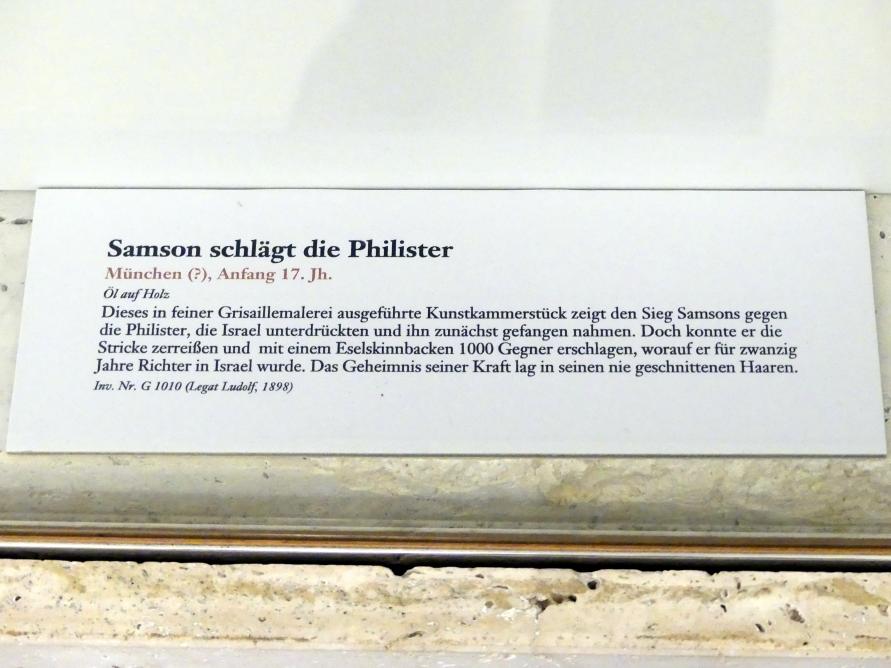 Samson schlägt die Philister
München (?), Anfang 17. Jh.
Öl auf Holz
Dieses in feiner Grisaillemalerei ausgeführte Kunstkammerstück zeigt den Sieg Samsons gegen
die Philister, die Israel unterdrückten und ihn zunächst gefangen nahmen. Doch konnte er die
Stricke zerreißen und mit einem Eselskinnbacken 1000 Gegner erschlagen, worauf er für zwanzig
Jahre Richter in Israel wurde. Das Geheimnis seiner Kraft lag in seinen nie geschnittenen Haaren.
Inv. Nr. G 1010 (Legat Ludolf, 1898)